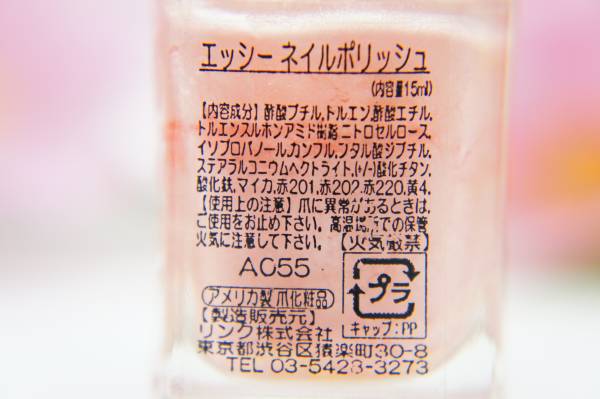 エッシー ネイルポリッシュ
(内容量15ml)
【内容成分】酢酸ブチル,トルエン,酢酸エチル,
トルエンスルホンアミド樹脂,ニトロセルロース,
イソプロパノール,カンフル,フタル酸ジブチル,
ステアラルコニウムヘクトライト,(+/-)酸化チタン,
酸化鉄,マイカ,赤201,赤202,赤220,黄4,
【使用上の注意】爪に異常があるときは,
ご使用をお止め下さい。高温場所での保管
火気に注意して下さい。【火気厳禁】
AC55
プラ
アメリカ製爪化粧品
キャップ:PP
【製造販売元】
リンク株式会社
東京都渋谷区猿楽町30-8
TEL 03-5428-3273